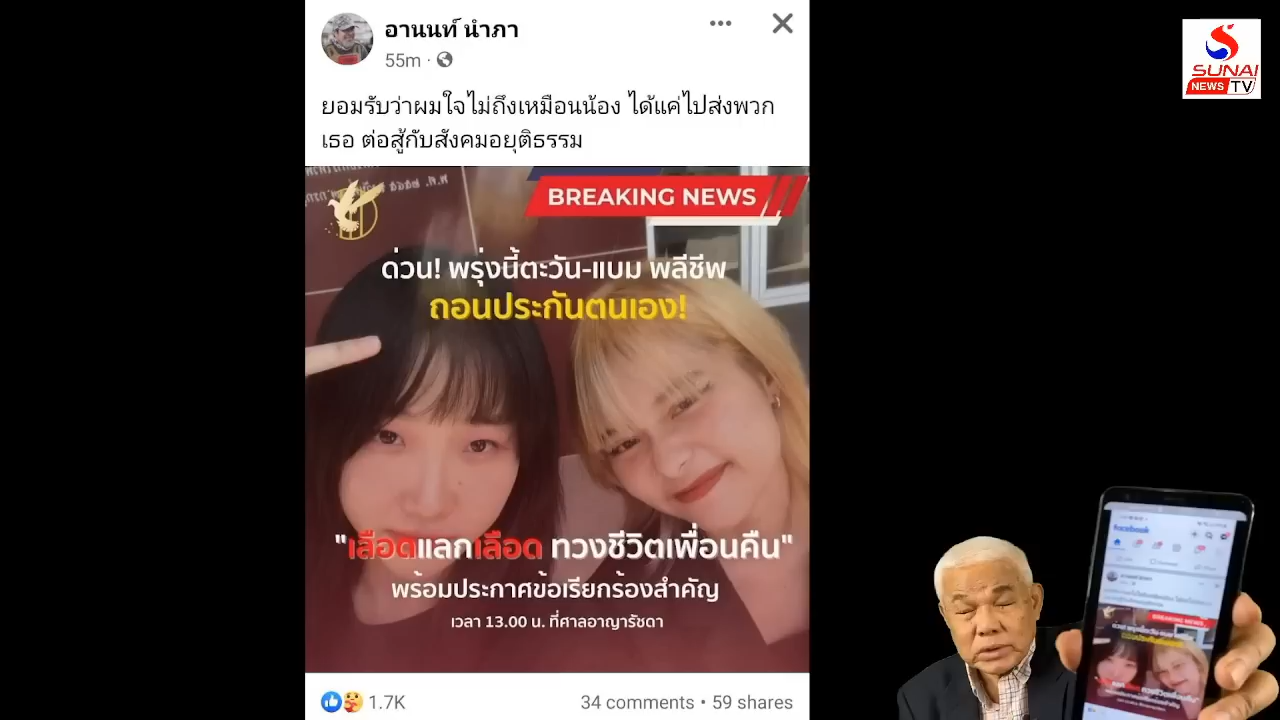 อานนท์ นำภา
55m ·
SUNAI
NEWS TV
ยอมรับว่าผมใจไม่ถึงเหมือนน้อง ได้แค่ไปส่งพวก
เธอ ต่อสู้กับสังคมอยุติธรรม
BREAKING NEWS
ด่วน! พรุ่งนี้ตะวัน-แบม พลีชีพ
ถอนประกันตนเอง!
"เลือดแลกเลือด ทวงชีวิตเพื่อนคืน"
พร้อมประกาศข้อเรียกร้องสำคัญ
เวลา 13.00 น. ที่ศาลอาญารัชดา
1.7K
34 comments • 59 shares
facebook
BREAKING NEWS